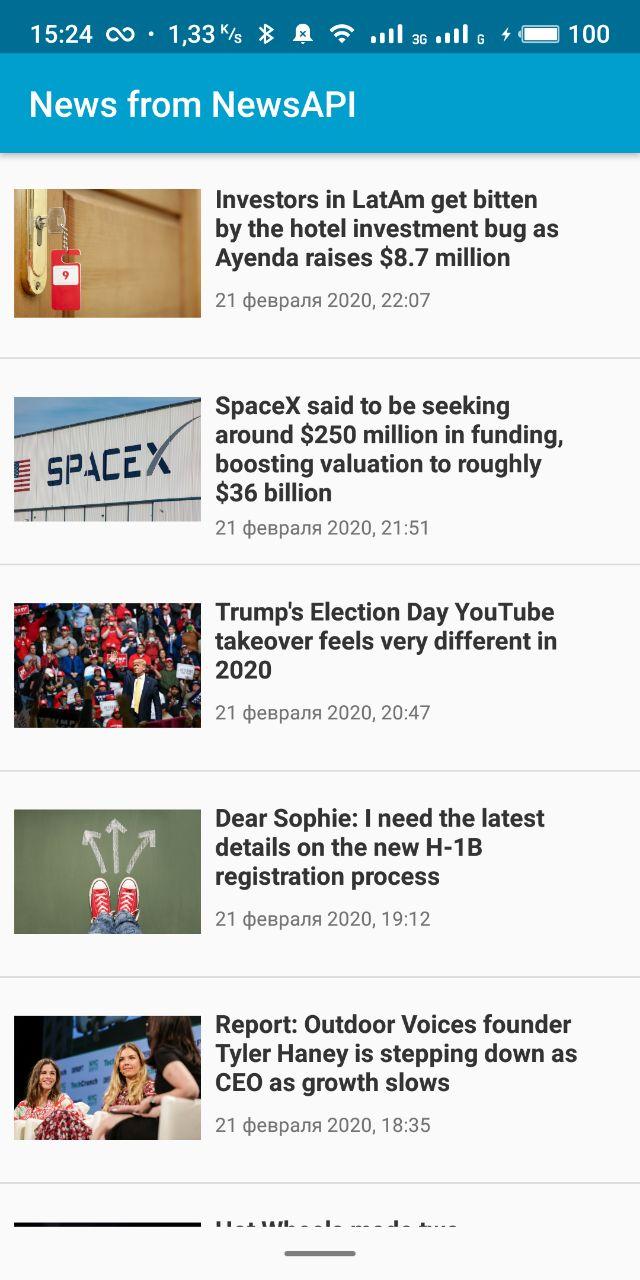 15:24 1,33 K/s 3G G 100
News from NewsAPI
Investors in LatAm get bitten
by the hotel investment bug as
Ayenda raises $8.7 million
21 февраля 2020, 22:07
9
SpaceX said to be seeking
around $250 million in funding,
boosting valuation to roughly
$36 billion
21 февраля 2020, 21:51
SPACEX
Trump's Election Day YouTube
takeover feels very different in
2020
21 февраля 2020, 20:47
Dear Sophie: I need the latest
details on the new H-1B
registration process
21 февраля 2020, 19:12
Report: Outdoor Voices founder
Tyler Haney is stepping down as
CEO as growth slows
21 февраля 2020, 18:35
TechCrunch
Hot Wheels made two